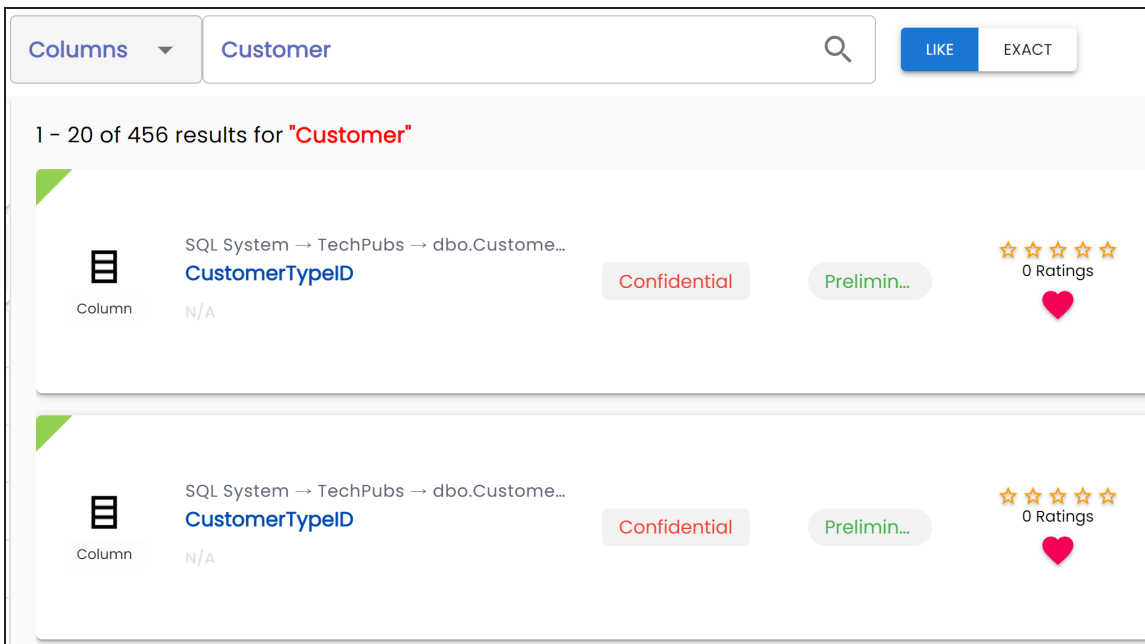 Columns
Customer
LIKE
EXACT
1 - 20 of 456 results for "Customer"
SQL System → TechPubs → dbo.Custome...
CustomerTypeID
N/A
Column
Confidential
Prelimin...
0 Ratings
SQL System → TechPubs → dbo.Custome...
CustomerTypeID
N/A
Column
Confidential
Prelimin...
0 Ratings